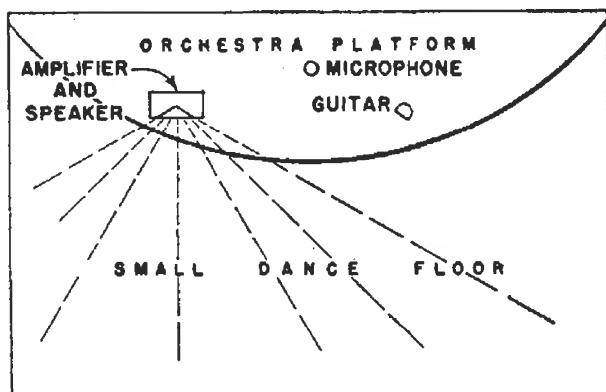 ORCHESTRA PLATFORM
AMPLIFIER
AND
SPEAKER
MICROPHONE
GUITAR
SMALL DANCE FLOOR